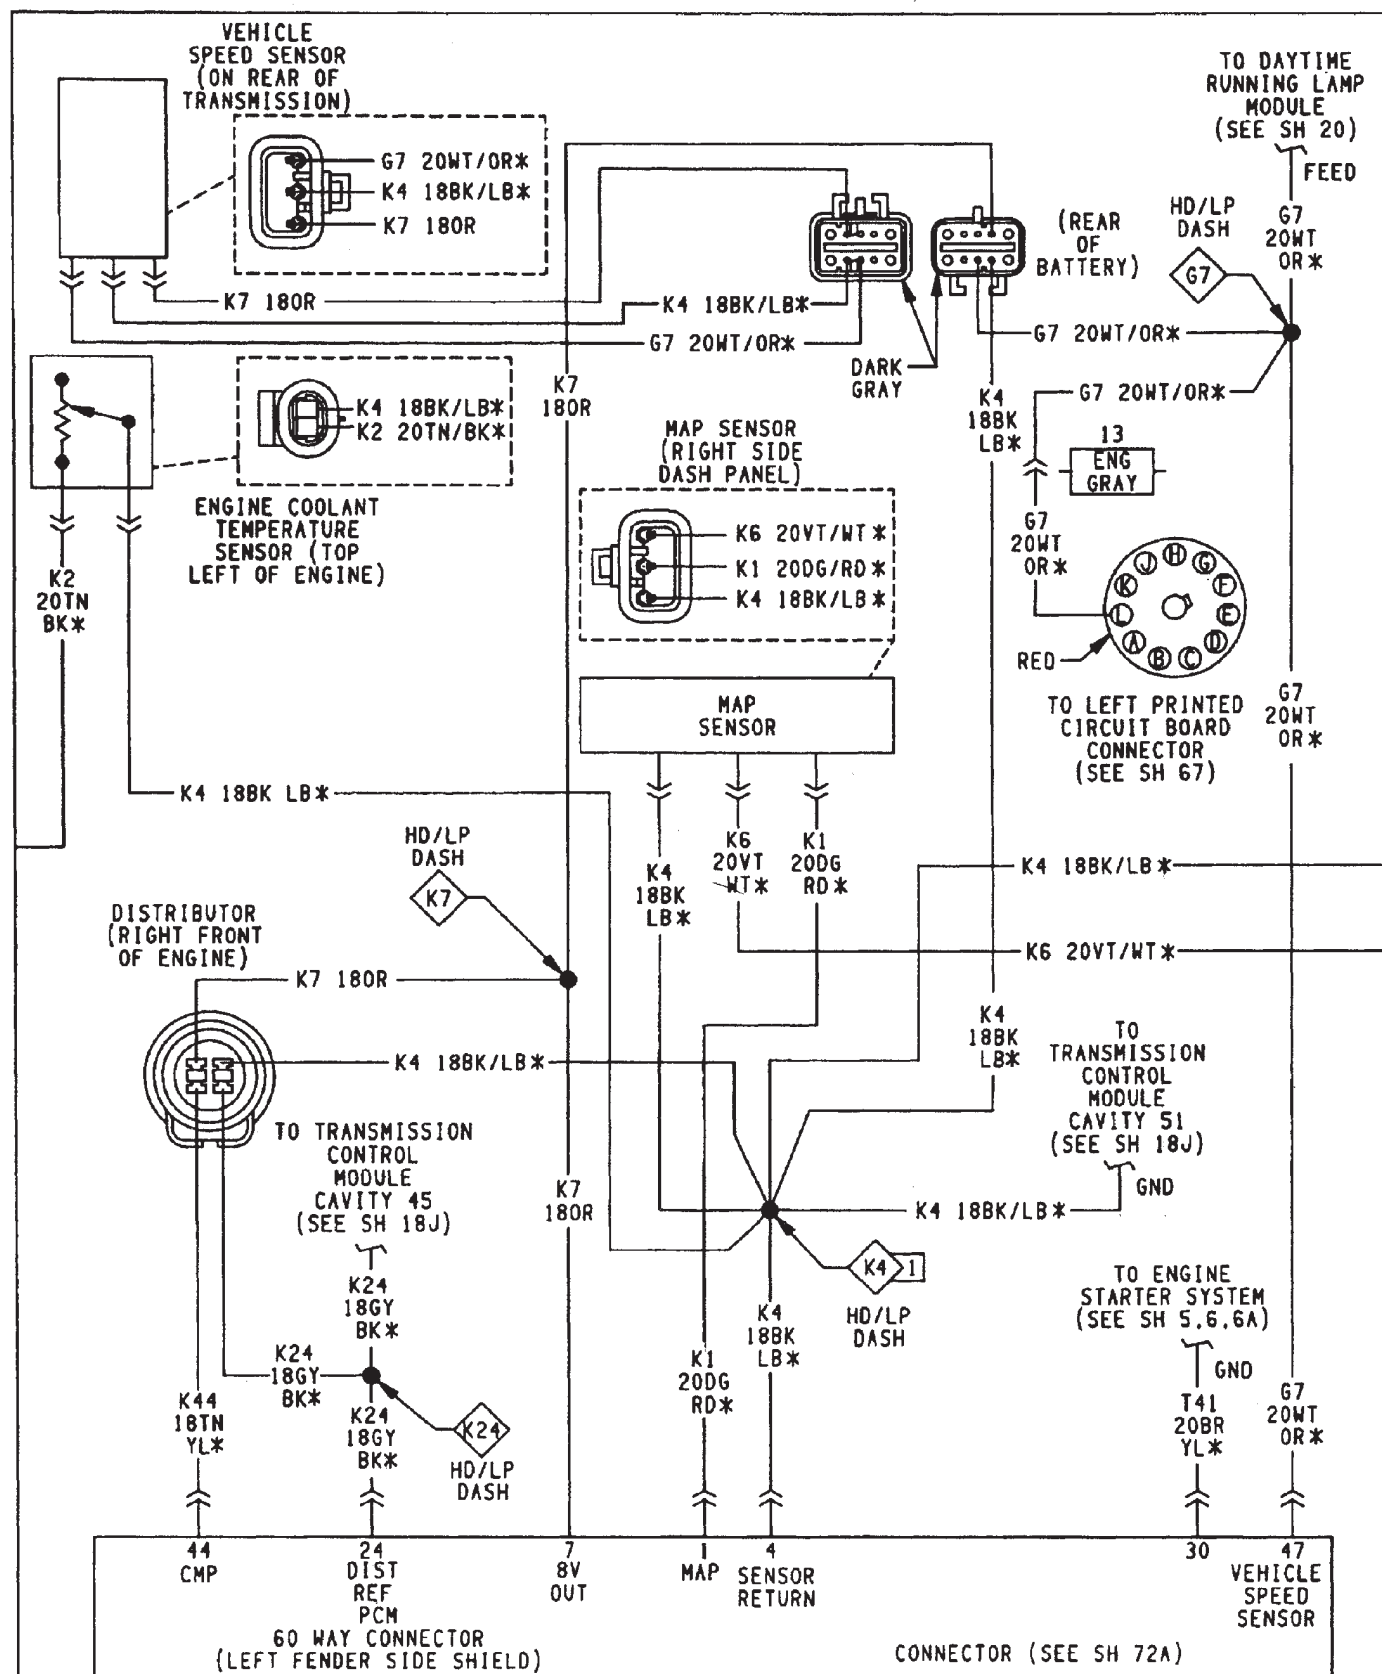 VEHICLE
SPEED SENSOR
(ON REAR OF
TRANSMISSION)
G7 20WT/OR*
K4 18BK/LB*
K7 18OR
K7 18OR
K4 18BK/LB*
G7 20WT/OR*
TO DAYTIME
RUNNING LAMP
MODULE
(SEE SH 20)
FEED
HD/LP
DASH
G7
20WT
OR*
(REAR
OF
BATTERY)
G7
G7 20WT/OR*
DARK
GRAY
G7 20WT/OR*
K4 18BK/LB*
K2 20TN/BK*
K7
18OR
K4
18BK
LB*
MAP SENSOR
(RIGHT SIDE
DASH PANEL)
13
ENG
GRAY
ENGINE COOLANT
TEMPERATURE
SENSOR (TOP
LEFT OF ENGINE)
K2
20TN
BK*
K6 20VT/WT*
K1 20DG/RD*
K4 18BK/LB*
G7
20WT
OR*
H
J
G
K
F
L
E
A
D
B
C
RED
TO LEFT PRINTED
CIRCUIT BOARD
CONNECTOR
(SEE SH 67)
G7
20WT
OR*
MAP
SENSOR
K4 18BK LB*
HD/LP
DASH
K7
K4
18BK
LB*
K6
20VT
WT*
K1
20DG
RD*
K4 18BK/LB*
DISTRIBUTOR
(RIGHT FRONT
OF ENGINE)
K6 20VT/WT*
K7 18OR
K4
18BK
LB*
TO
TRANSMISSION
CONTROL
MODULE
CAVITY 51
(SEE SH 18J)
GND
K4 18BK/LB*
TO TRANSMISSION
CONTROL
MODULE
CAVITY 45
(SEE SH 18J)
K7
18OR
K4 18BK/LB*
K4 1
HD/LP
DASH
K24
18GY
BK*
K4
18BK
LB*
TO ENGINE
STARTER SYSTEM
(SEE SH 5,6,6A)
GND
K24
18GY
BK*
K1
20DG
RD*
K44
18TN
YL*
K24
18GY
BK*
K24
HD/LP
DASH
T41
20BR
YL*
G7
20WT
OR*
44
CMP
24
DIST
REF
PCM
7
8V
OUT
1
MAP
4
SENSOR
RETURN
30
47
VEHICLE
SPEED
SENSOR
60 WAY CONNECTOR
(LEFT FENDER SIDE SHIELD)
CONNECTOR (SEE SH 72A)